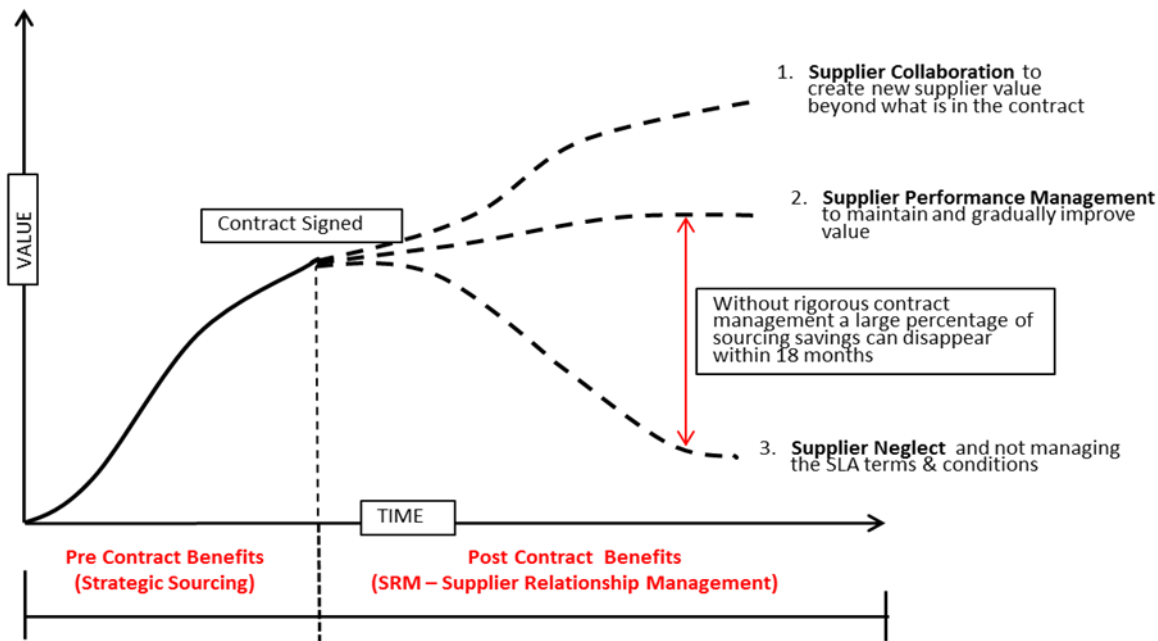 1. Supplier Collaboration to
create new supplier value
beyond what is in the contract
Contract Signed
2. Supplier Performance Management
to maintain and gradually improve
value
VALUE
Without rigorous contract
management a large percentage of
sourcing savings can disappear
within 18 months
3. Supplier Neglect and not managing
the SLA terms & conditions
TIME
Pre Contract Benefits
(Strategic Sourcing)
Post Contract Benefits
(SRM – Supplier Relationship Management)